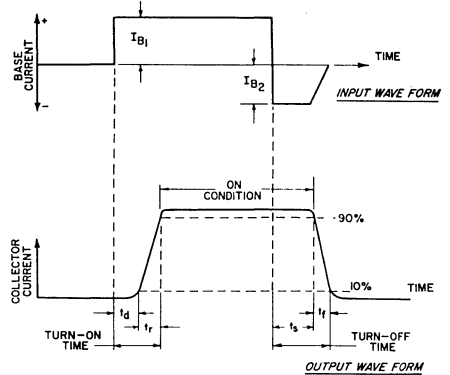 +
I_B1
BASE
CURRENT
TIME
I_B2
-
INPUT WAVE FORM
ON
CONDITION
90%
COLLECTOR
CURRENT
10%
TIME
t_d
t_r
t_s
t_f
TURN-ON
TIME
TURN-OFF
TIME
OUTPUT WAVE FORM